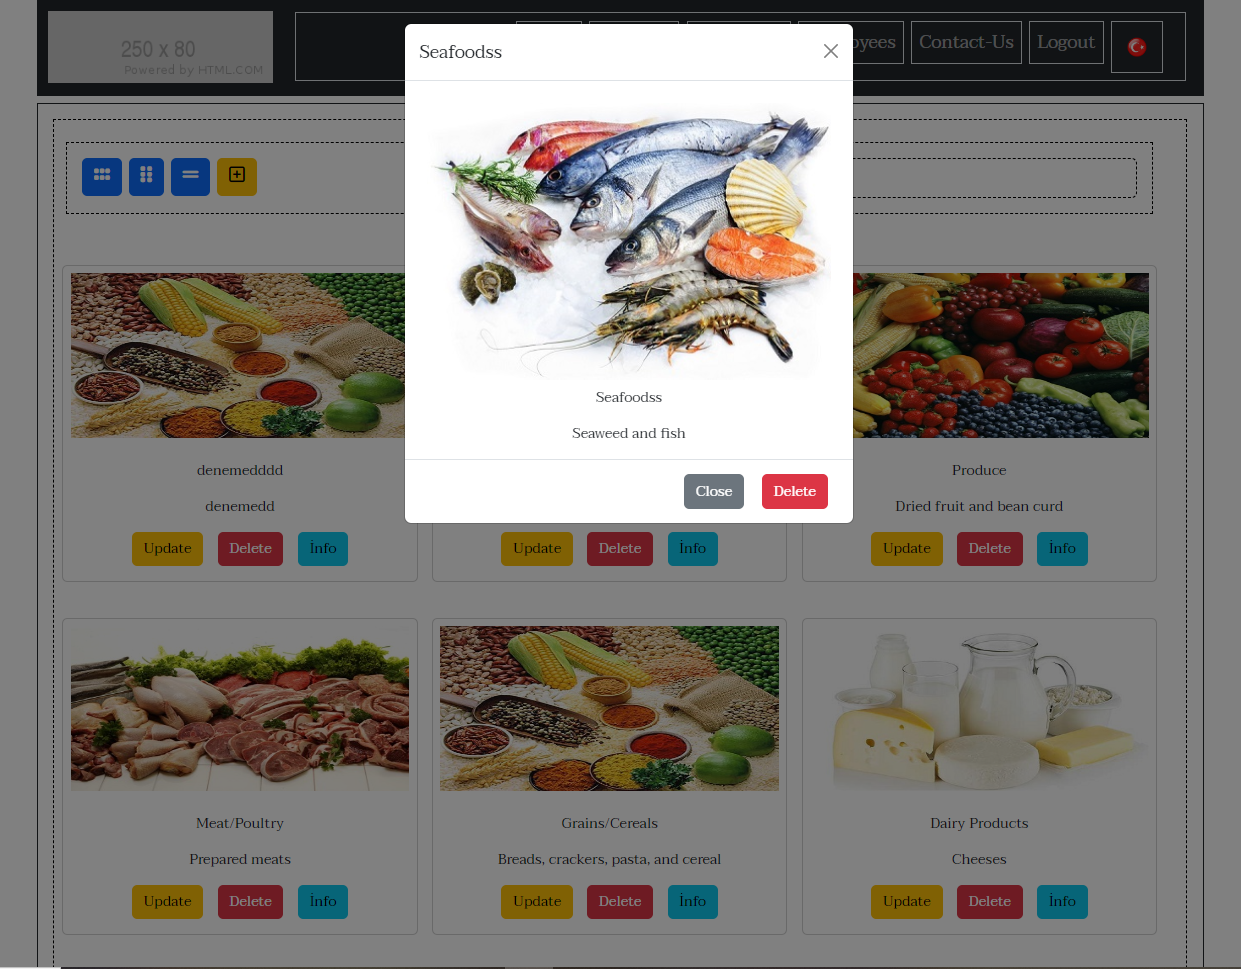 250 x 80
Powered by HTML.COM
Contact-Us
Logout
Seafoodss
Seafoodss
Seaweed and fish
Close
Delete
denemedddd
denemedd
Update
Delete
İnfo
Update
Delete
İnfo
Produce
Dried fruit and bean curd
Update
Delete
İnfo
Meat/Poultry
Prepared meats
Update
Delete
İnfo
Grains/Cereals
Breads, crackers, pasta, and cereal
Update
Delete
İnfo
Dairy Products
Cheeses
Update
Delete
İnfo